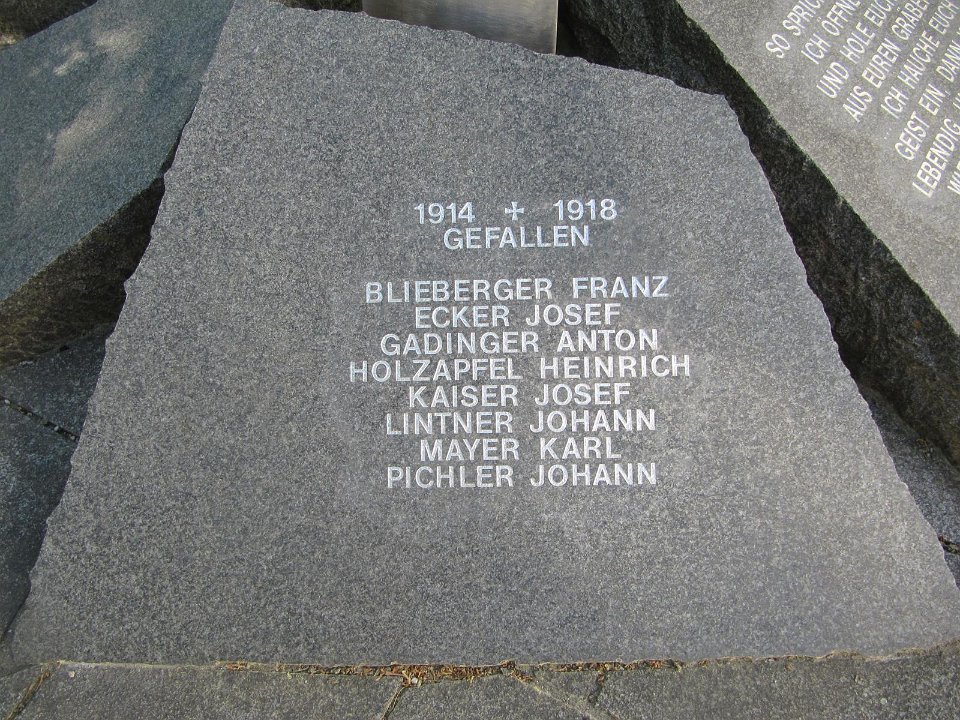 1914 + 1918
GEFALLEN
BLIEBERGER FRANZ
ECKER JOSEF
GADINGER ANTON
HOLZAPFEL HEINRICH
KAISER JOSEF
LINTNER JOHANN
MAYER KARL
PICHLER JOHANN
SO SPRIC
ICH ÖFFNE
UND HOLE EUC
AUS EUREN GRÄBE
ICH HAUCHE EUCH
GEIST EIN, DANN
LEBENDIG